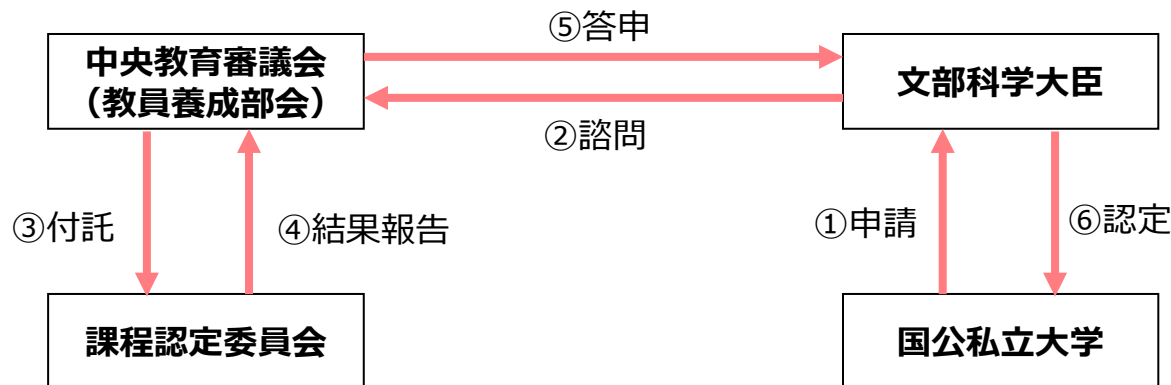 ⑤答申
中央教育審議会
（教員養成部会）
文部科学大臣
②諮問
③付託
④結果報告
①申請
⑥認定
課程認定委員会
国公私立大学